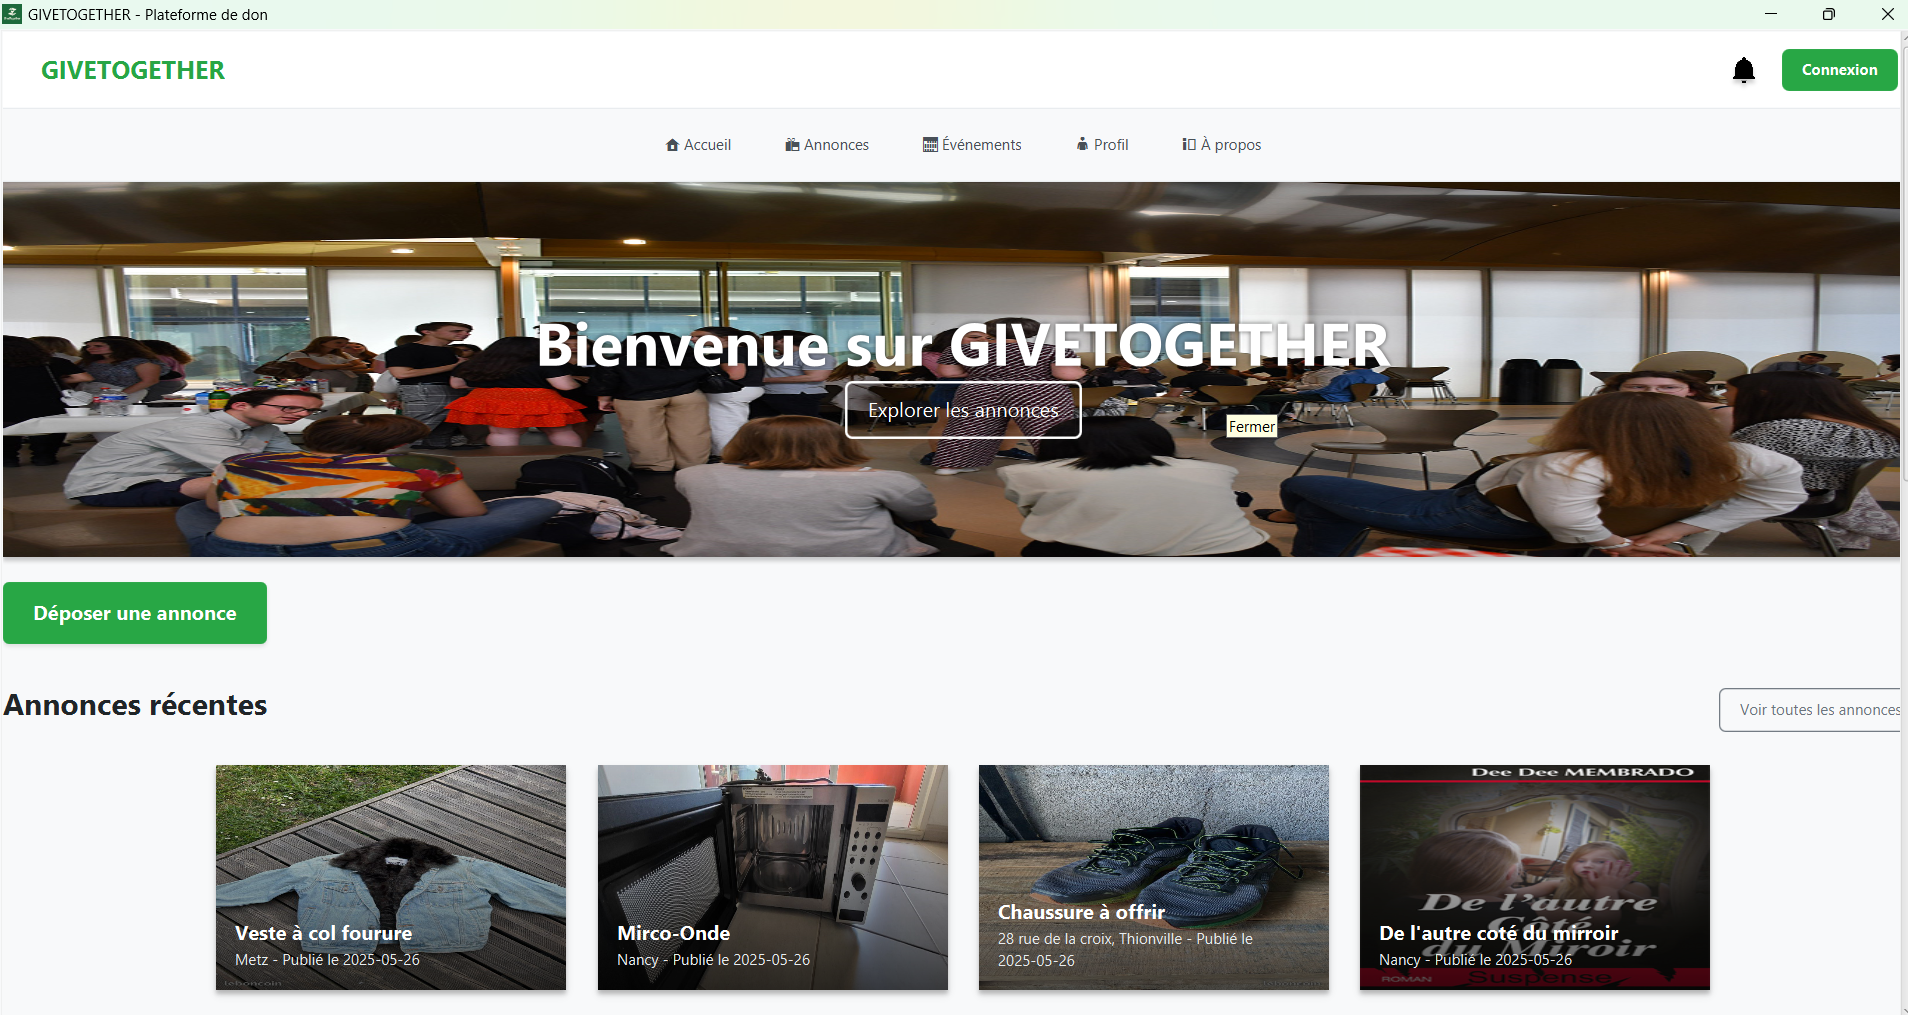 GIVETOGETHER - Plateforme de don
GIVETOGETHER
Connexion
Accueil
Annonces
Événements
Profil
À propos
Bienvenue sur GIVETOGETHER
Explorer les annonces
Fermer
Déposer une annonce
Annonces récentes
Voir toutes les annonces
Veste à col fourure
Metz - Publié le 2025-05-26
leboncoin
Mirco-Onde
Nancy - Publié le 2025-05-26
Chaussure à offrir
28 rue de la croix, Thionville - Publié le
2025-05-26
Dee Dee MEMBRADO
De l'autre
Côté
du Miroir
De l'autre coté du mirroir
Nancy - Publié le 2025-05-26
ROMAN
Suspense